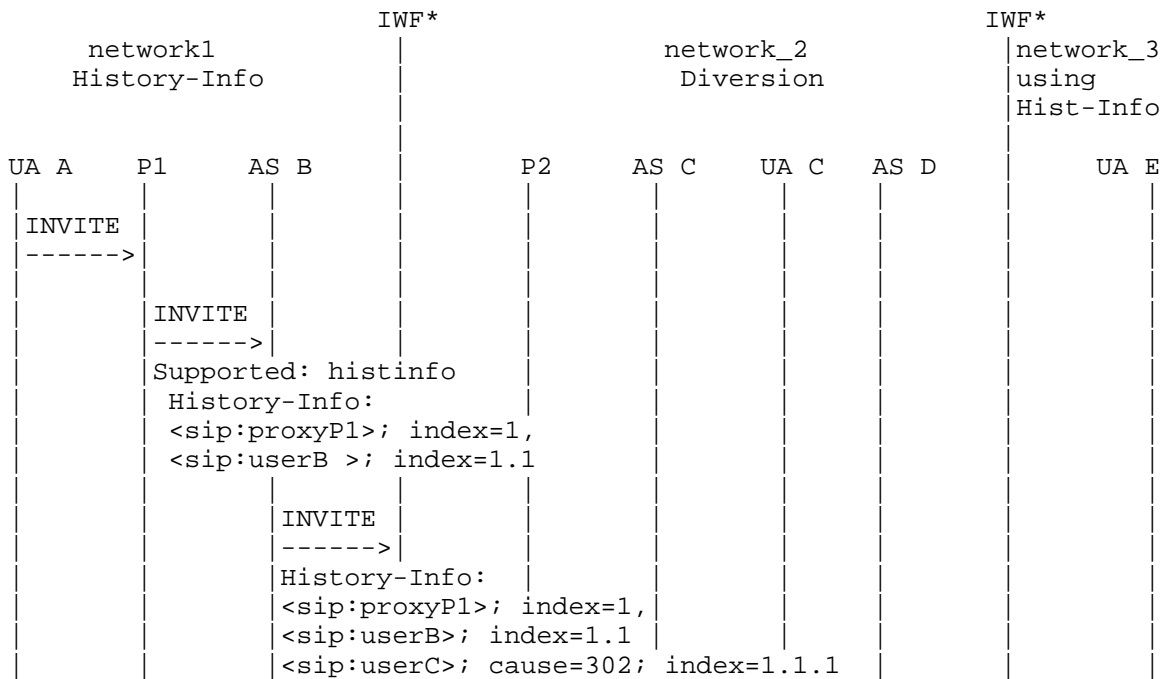 IWF* IWF*
network1 network_2 network_3
History-Info Diversion using
Hist-Info
UA A P1 AS B P2 AS C UA C AS D UA E
INVITE
------>
INVITE
------>
Supported: histinfo
History-Info:
<sip:proxyP1>; index=1,
<sip:userB >; index=1.1
INVITE
------>
History-Info:
<sip:proxyP1>; index=1,
<sip:userB>; index=1.1
<sip:userC>; cause=302; index=1.1.1